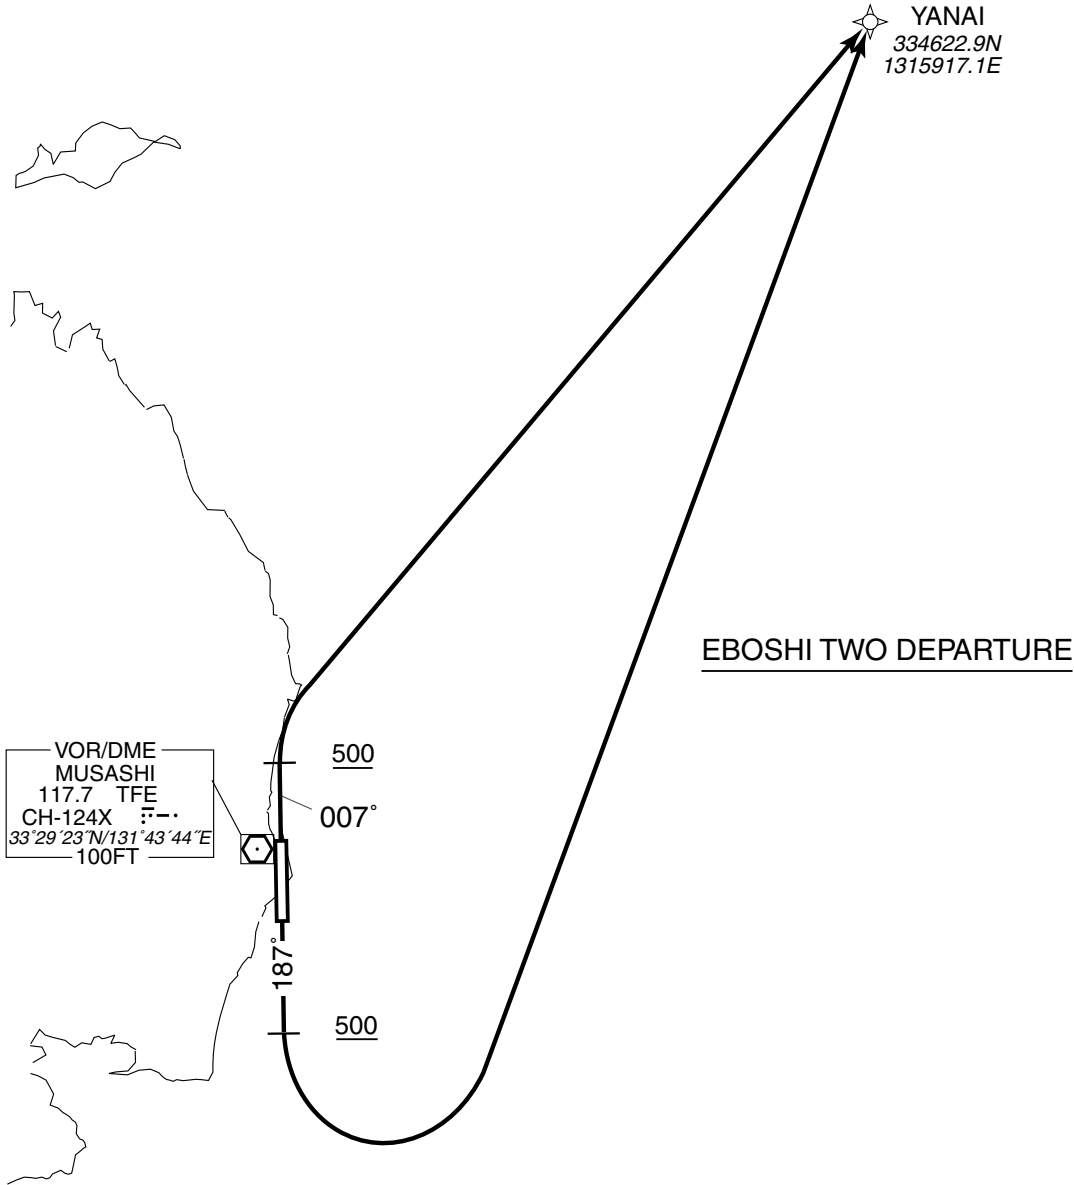 YANAI
334622.9N
1315917.1E
EBOSHI TWO DEPARTURE
500
VOR/DME
MUSASHI
117.7 TFE
CH-124X
33°29´23˝N/131°43´44˝E
100FT
007°
187°
500